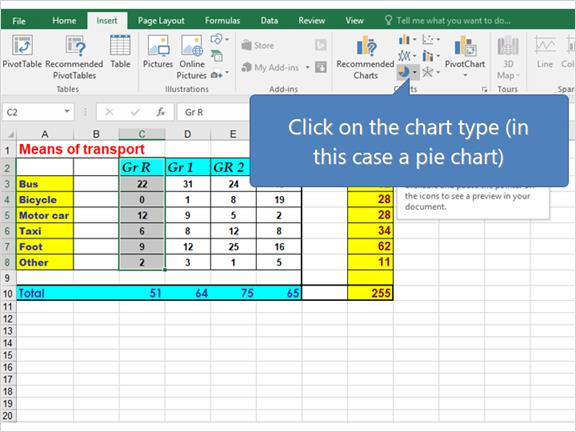 File Home Insert Page Layout Formulas Data Review View Tell me what you want to do...
PivotTable Recommended PivotTables Table Pictures Online Pictures Store My Add-ins Recommended Charts PivotChart 3D Map Line
Tables Illustrations Add-ins Tours
C2 fx Gr R
Click on the chart type (in
this case a pie chart)
the icons to see a preview in your
document.
A B C D E
1 Means of transport
2 Gr R Gr 1 GR 2
3 Bus 22 31 24
4 Bicycle 0 1 8 19 28
5 Motor car 12 9 5 2 28
6 Taxi 6 8 12 8 34
7 Foot 9 12 25 16 62
8 Other 2 3 1 5 11
9
10 Total 51 64 75 65 255
11
12
13
14
15
16
17
18
19
20